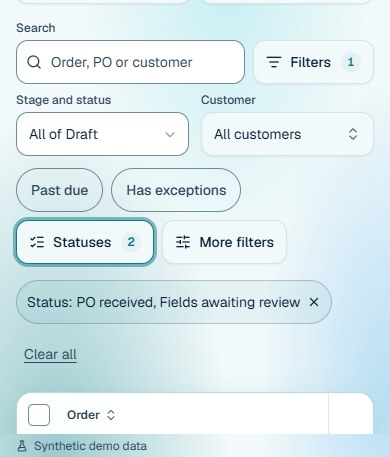 Search
Order, PO or customer
Filters 1
Stage and status
Customer
All of Draft
All customers
Past due
Has exceptions
Statuses 2
More filters
Status: PO received, Fields awaiting review
Clear all
Order
Synthetic demo data